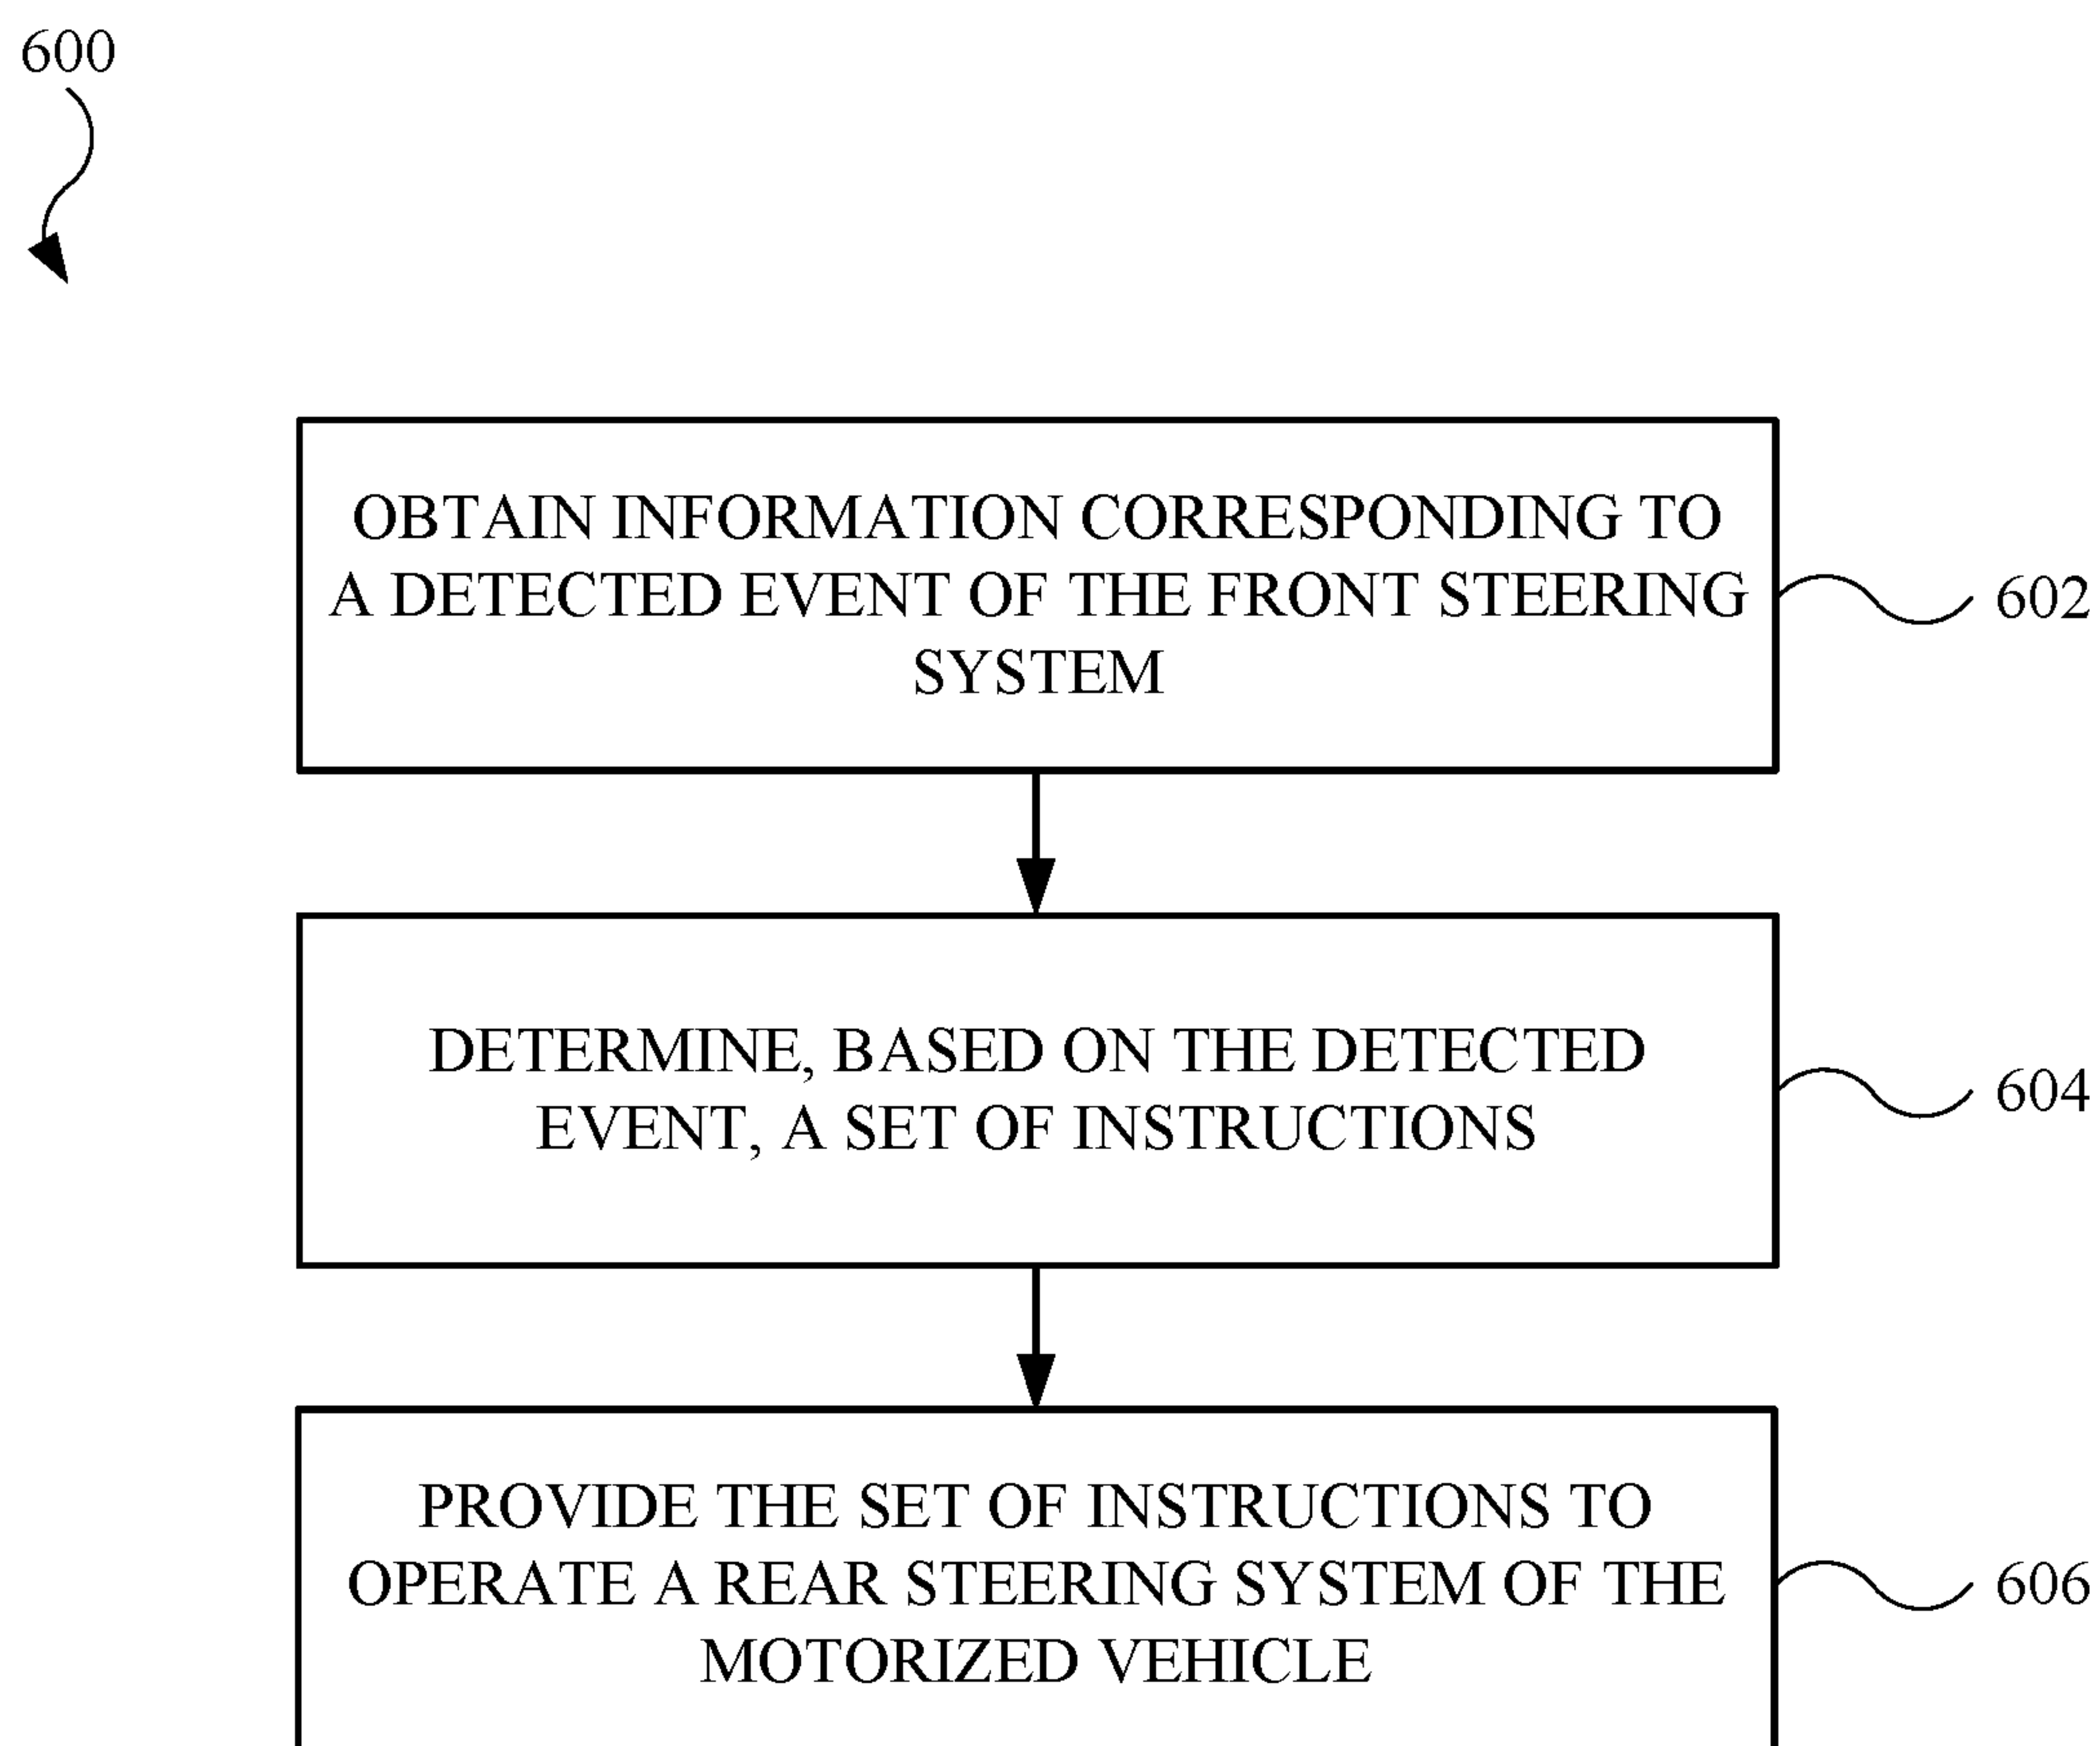 600
OBTAIN INFORMATION CORRESPONDING TO
A DETECTED EVENT OF THE FRONT STEERING
SYSTEM
602
DETERMINE, BASED ON THE DETECTED
EVENT, A SET OF INSTRUCTIONS
604
PROVIDE THE SET OF INSTRUCTIONS TO
OPERATE A REAR STEERING SYSTEM OF THE
MOTORIZED VEHICLE
606